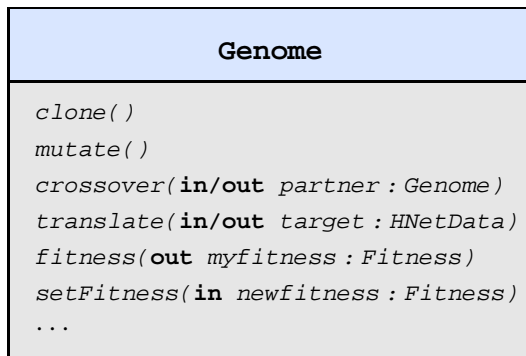 Genome
clone()
mutate()
crossover(in/out partner : Genome)
translate(in/out target : HNetData)
fitness(out myfitness : Fitness)
setFitness(in newfitness : Fitness)
...